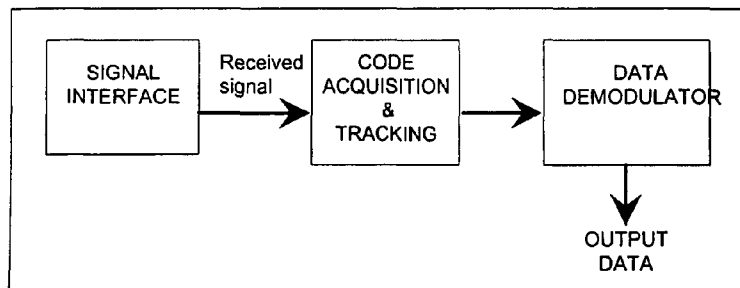 SIGNAL
INTERFACE
Received
signal
CODE
ACQUISITION
&
TRACKING
DATA
DEMODULATOR
OUTPUT
DATA